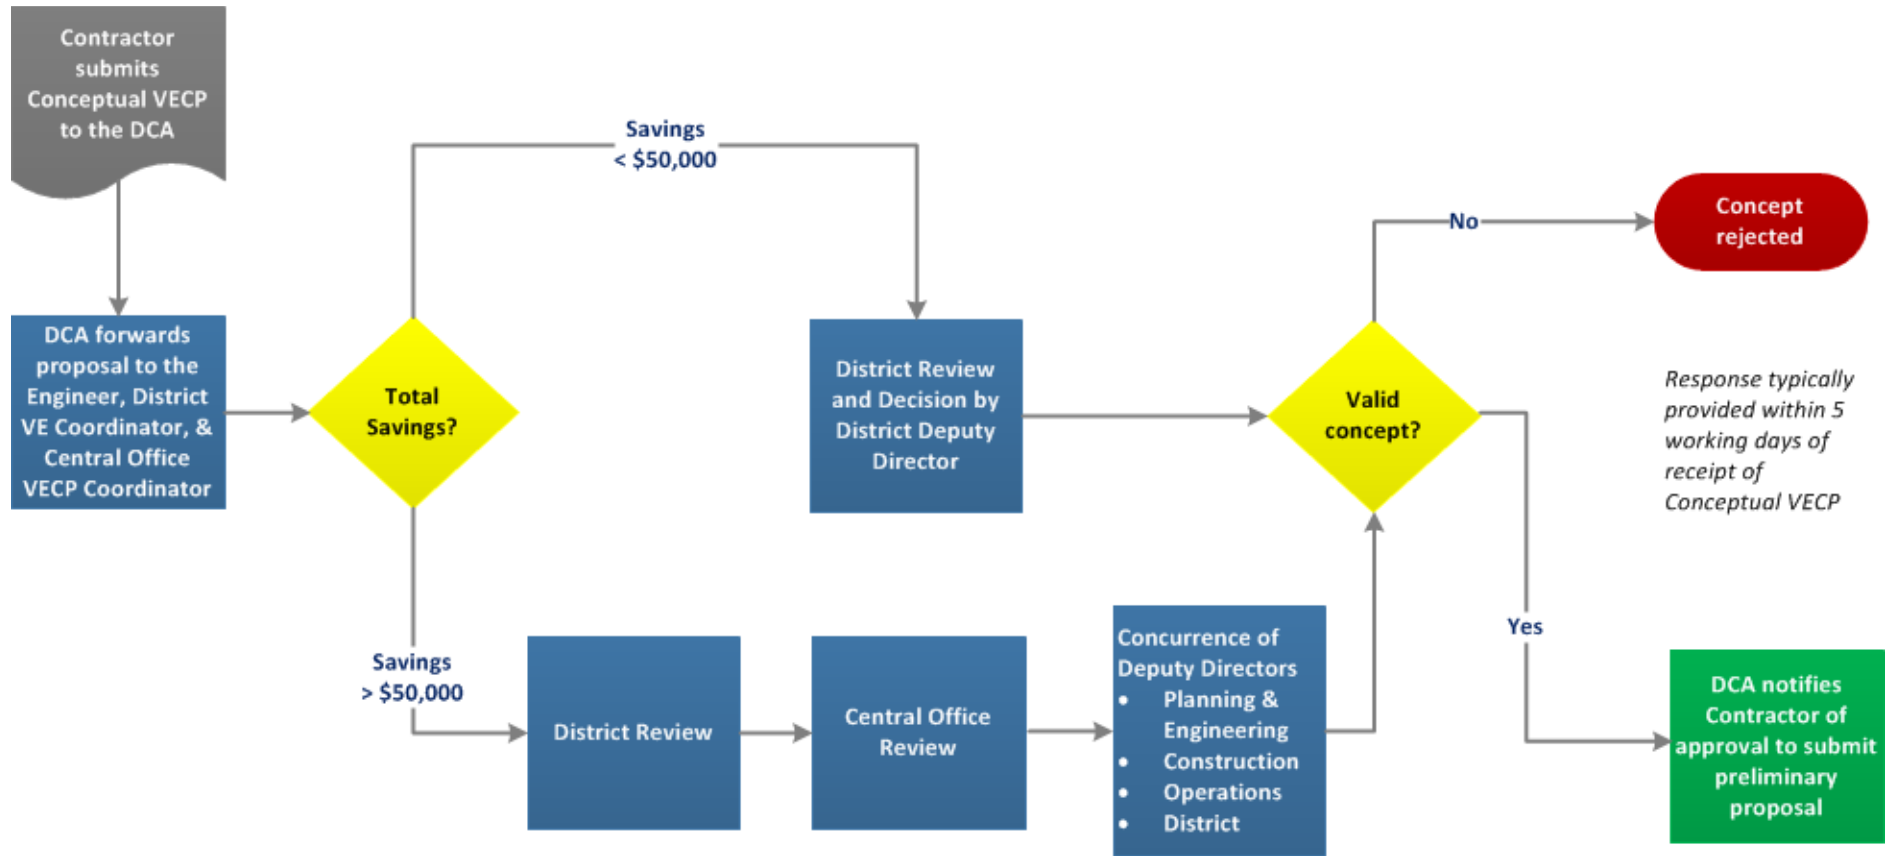 Contractor
submits
Conceptual VECP
to the DCA
DCA forwards
proposal to the
Engineer, District
VE Coordinator, &
Central Office
VECP Coordinator
Total
Savings?
Savings
< $50,000
District Review
and Decision by
District Deputy
Director
Savings
> $50,000
District Review
Central Office
Review
Concurrence of
Deputy Directors
• Planning &
Engineering
• Construction
• Operations
• District
Valid
concept?
No
Concept
rejected
Response typically
provided within 5
working days of
receipt of
Conceptual VECP
Yes
DCA notifies
Contractor of
approval to submit
preliminary
proposal